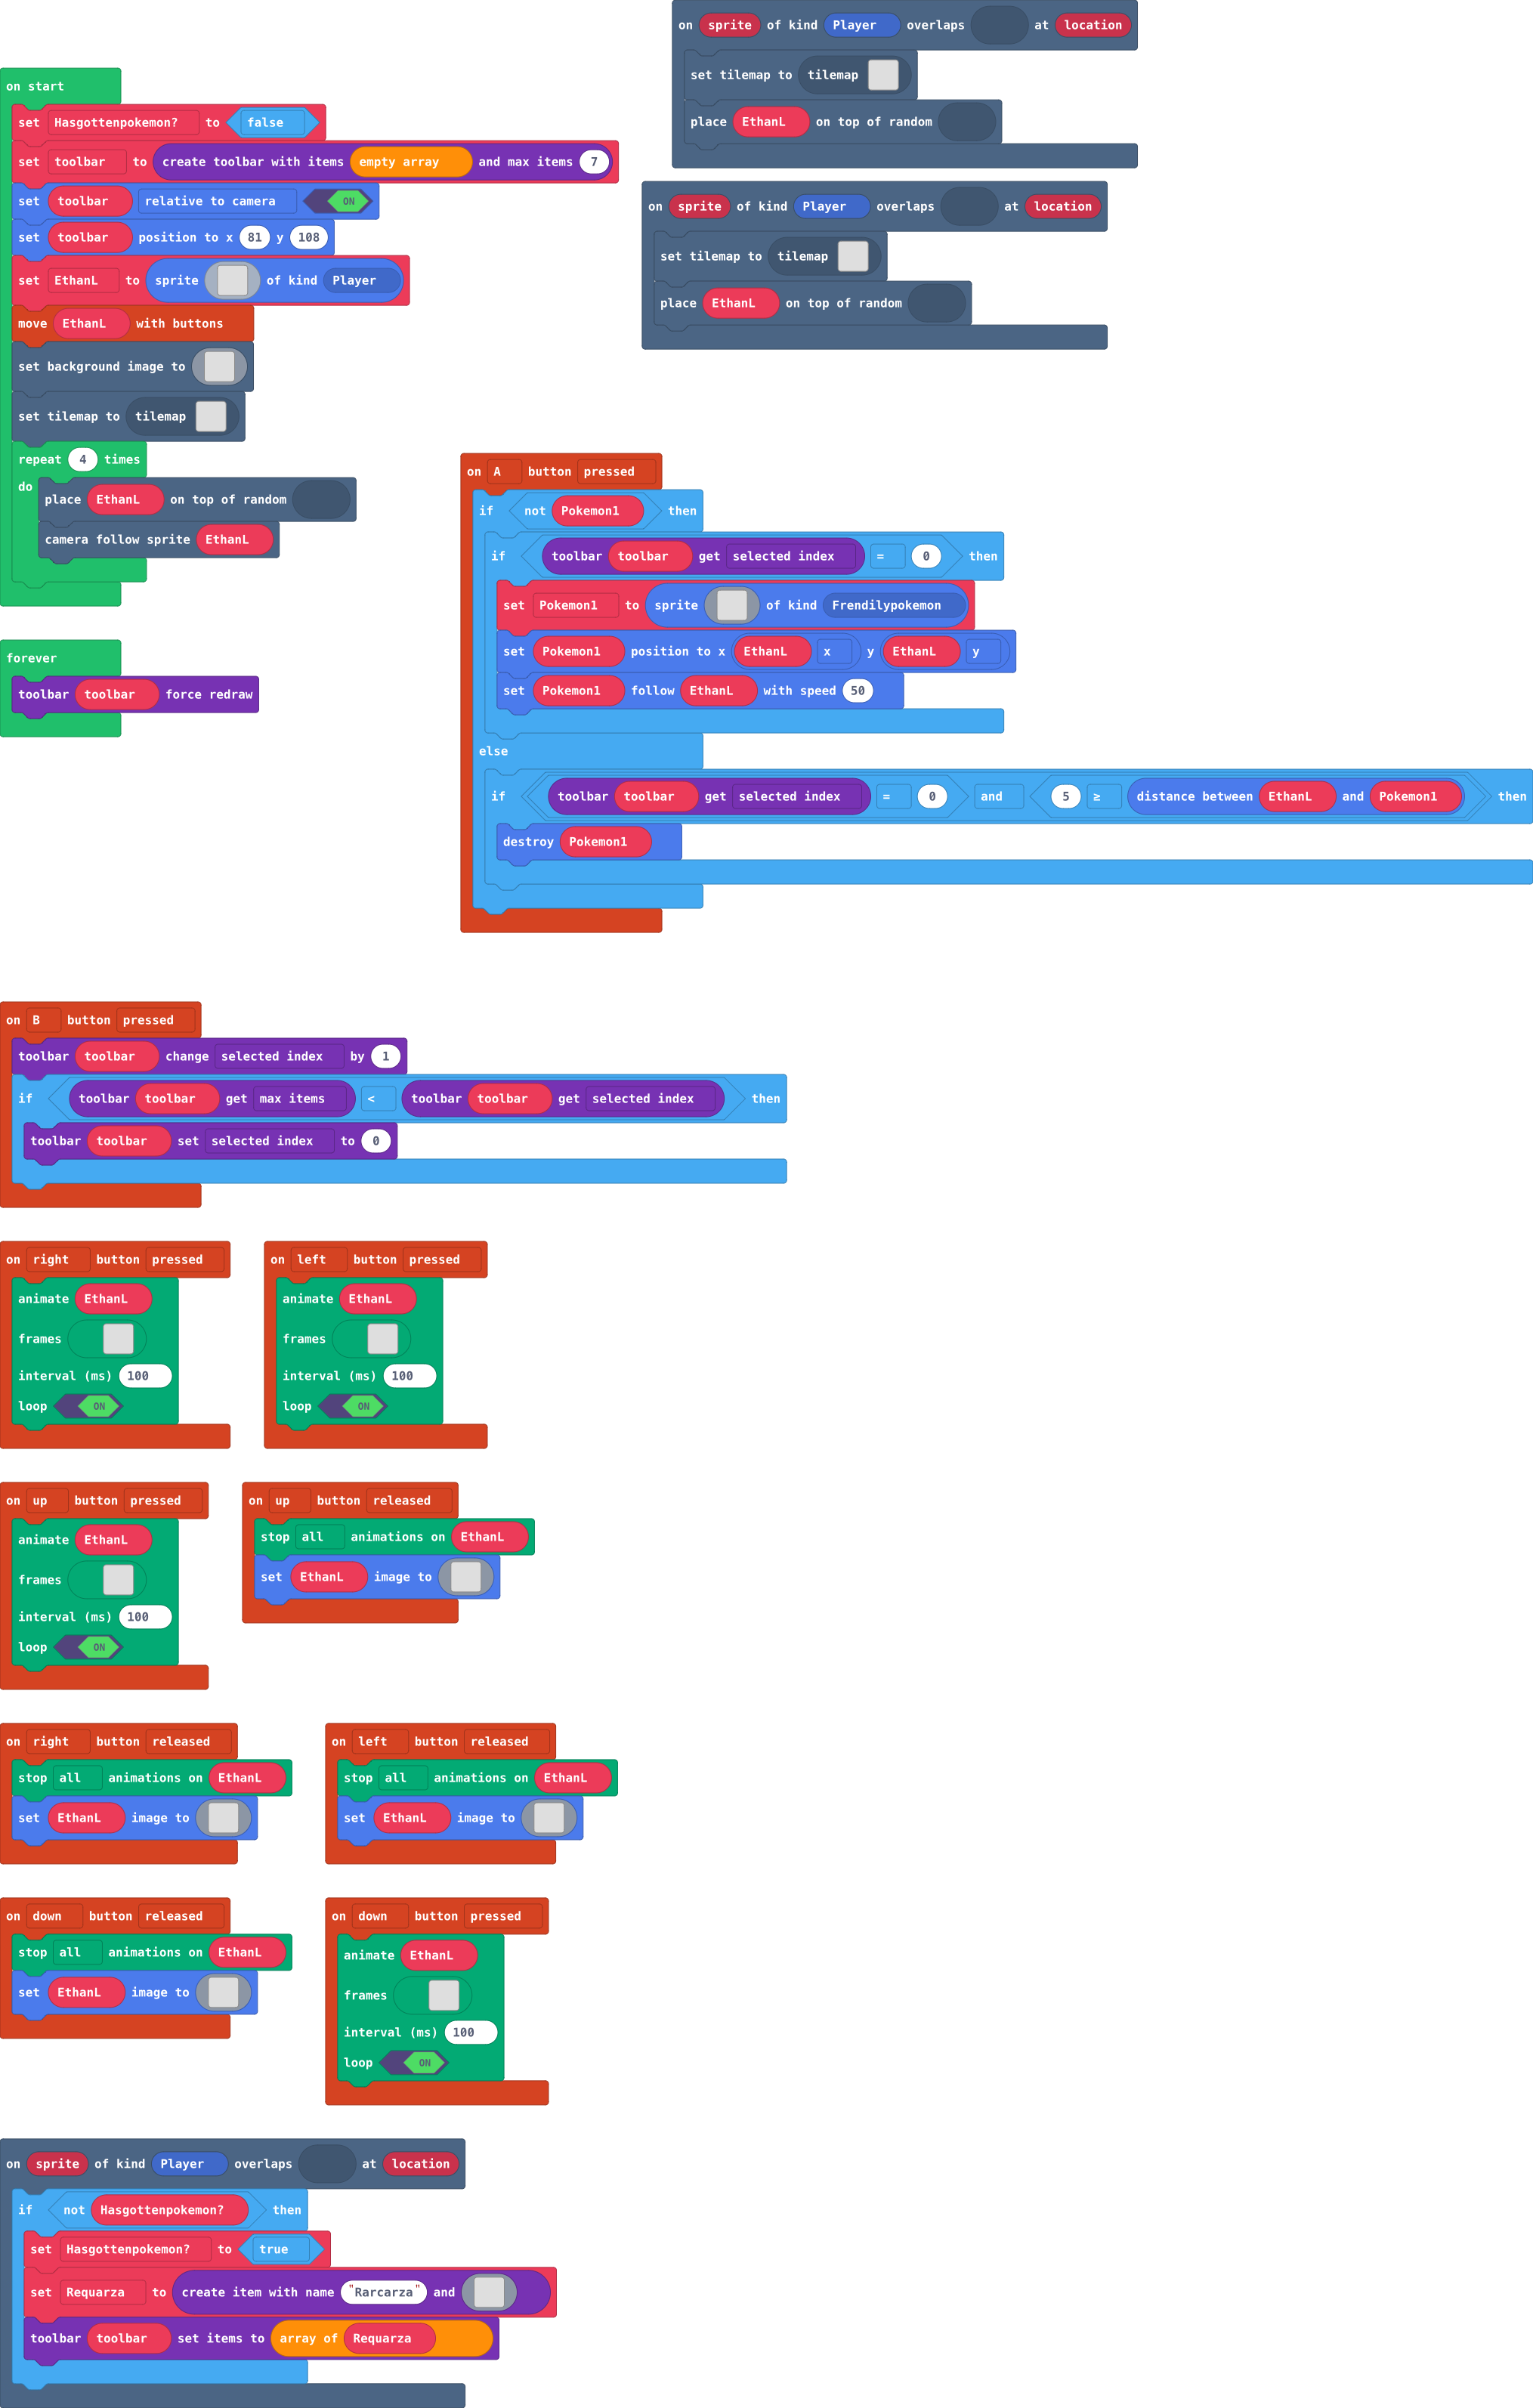 on sprite of kind Player overlaps at location
set tilemap to tilemap
place EthanL on top of random
on start
set Hasgottenpokemon? to false
set toolbar to create toolbar with items empty array and max items 7
set toolbar relative to camera ON
set toolbar position to x 81 y 108
set EthanL to sprite of kind Player
move EthanL with buttons
set background image to
set tilemap to tilemap
repeat 4 times
do
place EthanL on top of random
camera follow sprite EthanL
on sprite of kind Player overlaps at location
set tilemap to tilemap
place EthanL on top of random
forever
toolbar toolbar force redraw
on A button pressed
if not Pokemon1 then
if toolbar toolbar get selected index = 0 then
set Pokemon1 to sprite of kind Frendilypokemon
set Pokemon1 position to x EthanL x y EthanL y
set Pokemon1 follow EthanL with speed 50
else
if toolbar toolbar get selected index = 0 and 5 ≥ distance between EthanL and Pokemon1 then
destroy Pokemon1
on B button pressed
toolbar toolbar change selected index by 1
if toolbar toolbar get max items < toolbar toolbar get selected index then
toolbar toolbar set selected index to 0
on right button pressed
animate EthanL
frames
interval (ms) 100
loop ON
on left button pressed
animate EthanL
frames
interval (ms) 100
loop ON
on up button pressed
animate EthanL
frames
interval (ms) 100
loop ON
on up button released
stop all animations on EthanL
set EthanL image to
on right button released
stop all animations on EthanL
set EthanL image to
on left button released
stop all animations on EthanL
set EthanL image to
on down button released
stop all animations on EthanL
set EthanL image to
on down button pressed
animate EthanL
frames
interval (ms) 100
loop ON
on sprite of kind Player overlaps at location
if not Hasgottenpokemon? then
set Hasgottenpokemon? to true
set Requarza to create item with name "Rarcarza" and
toolbar toolbar set items to array of Requarza